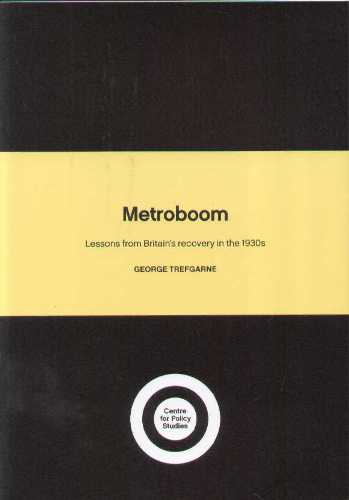 Metroboom
Lessons from Britain's recovery in the 1930s
GEORGE TREFGARNE
Centre
for Policy
Studies